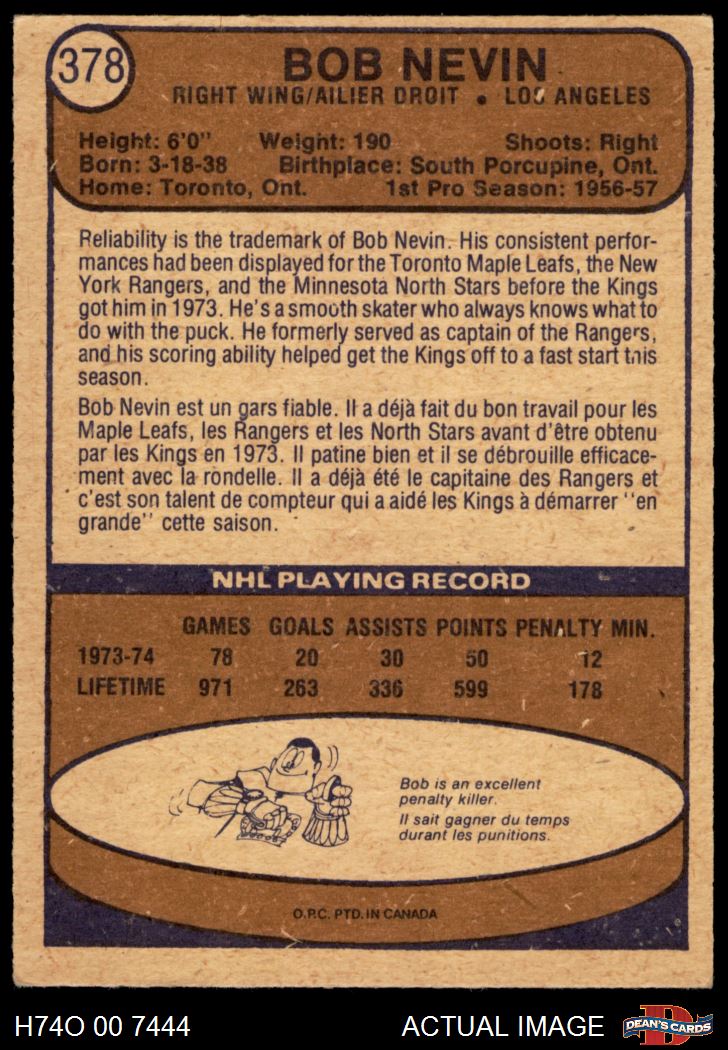 378
BOB NEVIN
RIGHT WING/AILIER DROIT • LOS ANGELES
Height: 6'0" Weight: 190 Shoots: Right
Born: 3-18-38 Birthplace: South Porcupine, Ont.
Home: Toronto, Ont. 1st Pro Season: 1956-57
Reliability is the trademark of Bob Nevin. His consistent perfor-
mances had been displayed for the Toronto Maple Leafs, the New
York Rangers, and the Minnesota North Stars before the Kings
got him in 1973. He's a smooth skater who always knows what to
do with the puck. He formerly served as captain of the Rangers,
and his scoring ability helped get the Kings off to a fast start this
season.
Bob Nevin est un gars fiable. Il a déjà fait du bon travail pour les
Maple Leafs, les Rangers et les North Stars avant d'être obtenu
par les Kings en 1973. Il patine bien et il se débrouille efficace-
ment avec la rondelle. Il a déjà été le capitaine des Rangers et
c'est son talent de compteur qui a aidé les Kings à démarrer "en
grande" cette saison.
NHL PLAYING RECORD
GAMES GOALS ASSISTS POINTS PENALTY MIN.
1973-74 78 20 30 50 12
LIFETIME 971 263 336 599 178
Bob is an excellent
penalty killer.
Il sait gagner du temps
durant les punitions.
O.P.C. PTD. IN CANADA
H74O 00 7444 ACTUAL IMAGE
D
DEAN'S CARDS